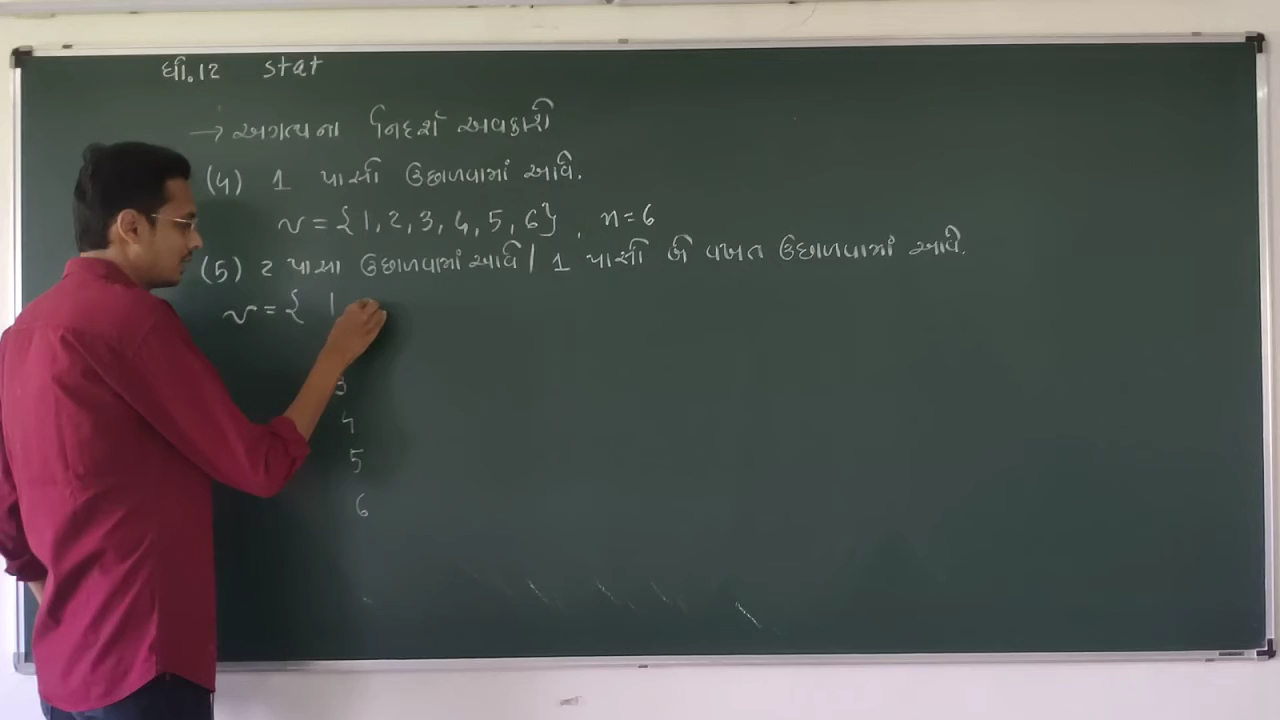 ધો.12 stat
→ અગત્યના નિદર્શ અવકાશ
(4) 1 પાસો ઉછાળવામાં આવે.
U = {1, 2, 3, 4, 5, 6}, n=6
(5) 2 પાસા ઉછાળવામાં આવે / 1 પાસો બે વખત ઉછાળવામાં આવે.
U = { 1
3
4
5
6